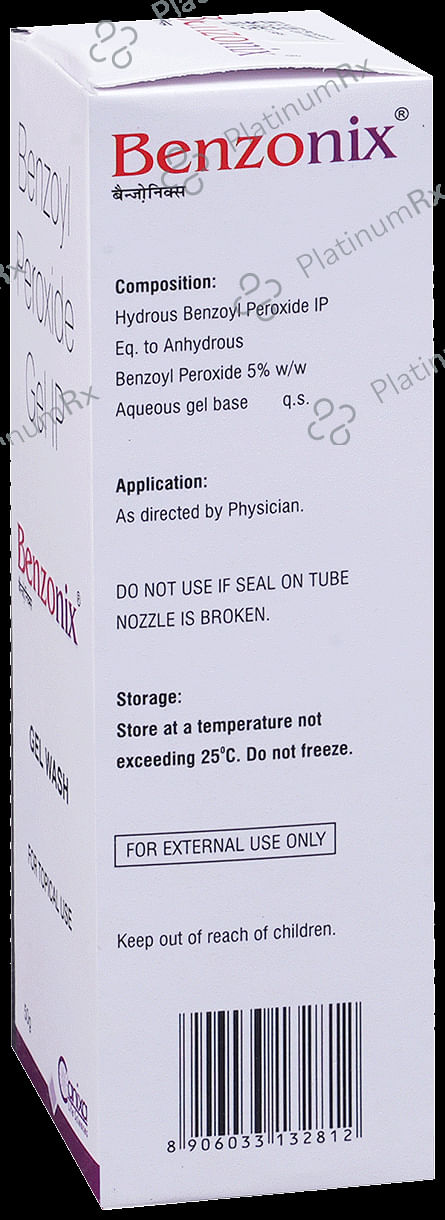 Benzonix®
बैन्ज़ोनिक्स
Composition:
Hydrous Benzoyl Peroxide IP
Eq. to Anhydrous
Benzoyl Peroxide 5% w/w
Aqueous gel base q.s.
Application:
As directed by Physician.
DO NOT USE IF SEAL ON TUBE
NOZZLE IS BROKEN.
Storage:
Store at a temperature not
exceeding 25°C. Do not freeze.
FOR EXTERNAL USE ONLY
Keep out of reach of children.
8 906033 132812
Benzoyl
Peroxide
Gel IP
Benzonix®
GEL WASH
FOR TOPICAL USE
50g
PlatinumRx
PlatinumRx
PlatinumRx